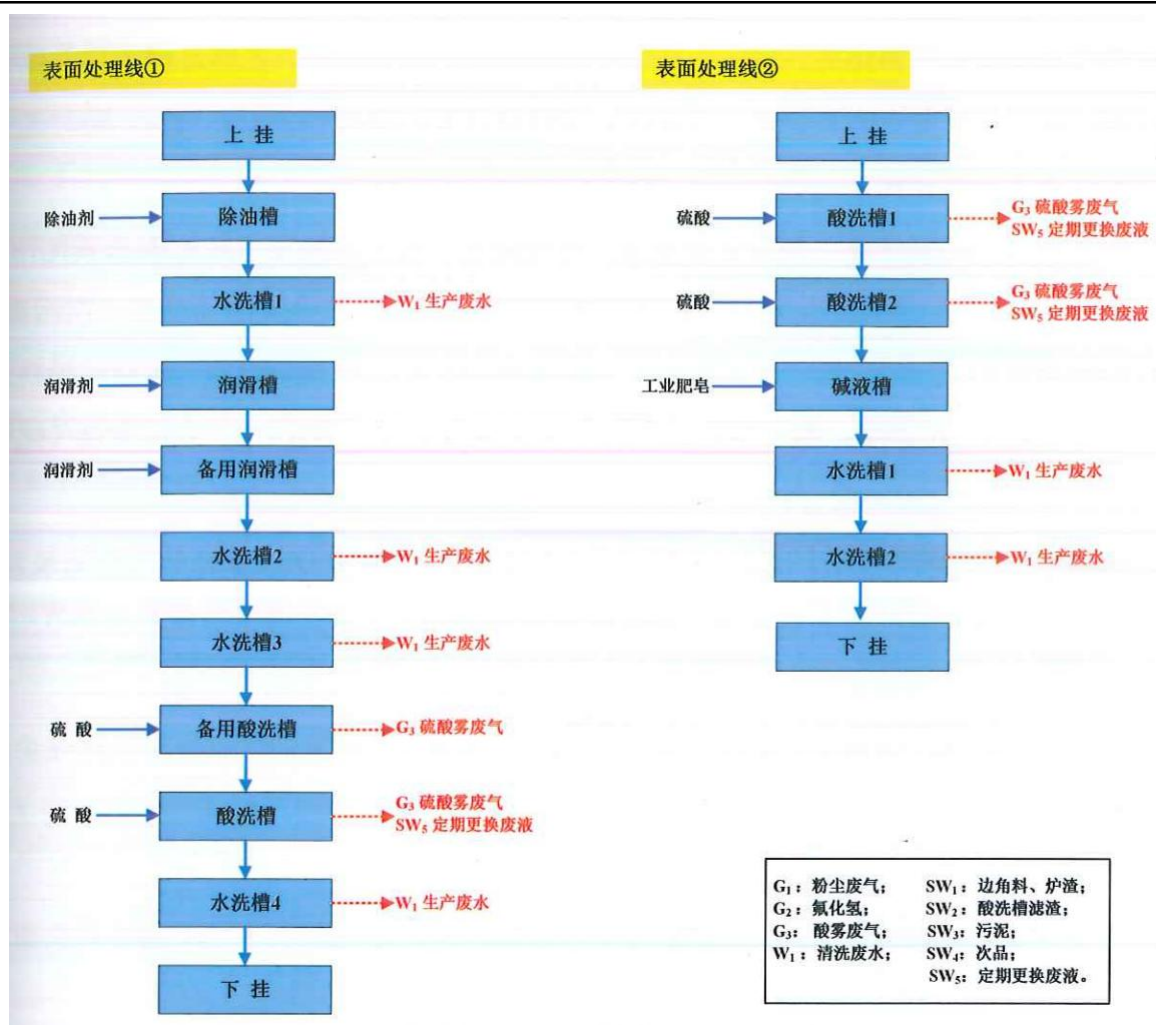 表面处理线①
上 挂
除油剂
除油槽
水洗槽1
W₁ 生产废水
润滑剂
润滑槽
润滑剂
备用润滑槽
水洗槽2
W₁ 生产废水
水洗槽3
W₁ 生产废水
硫 酸
备用酸洗槽
G₃ 硫酸雾废气
硫 酸
酸洗槽
G₃ 硫酸雾废气
SW₅ 定期更换废液
水洗槽4
W₁ 生产废水
下 挂
表面处理线②
上 挂
硫酸
酸洗槽1
G₃ 硫酸雾废气
SW₅ 定期更换废液
硫酸
酸洗槽2
G₃ 硫酸雾废气
SW₅ 定期更换废液
工业肥皂
碱液槽
水洗槽1
W₁ 生产废水
水洗槽2
W₁ 生产废水
下 挂
G₁：粉尘废气； SW₁：边角料、炉渣；
G₂：氟化氢； SW₂：酸洗槽滤渣；
G₃：酸雾废气； SW₃：污泥；
W₁：清洗废水； SW₄：次品；
SW₅：定期更换废液。